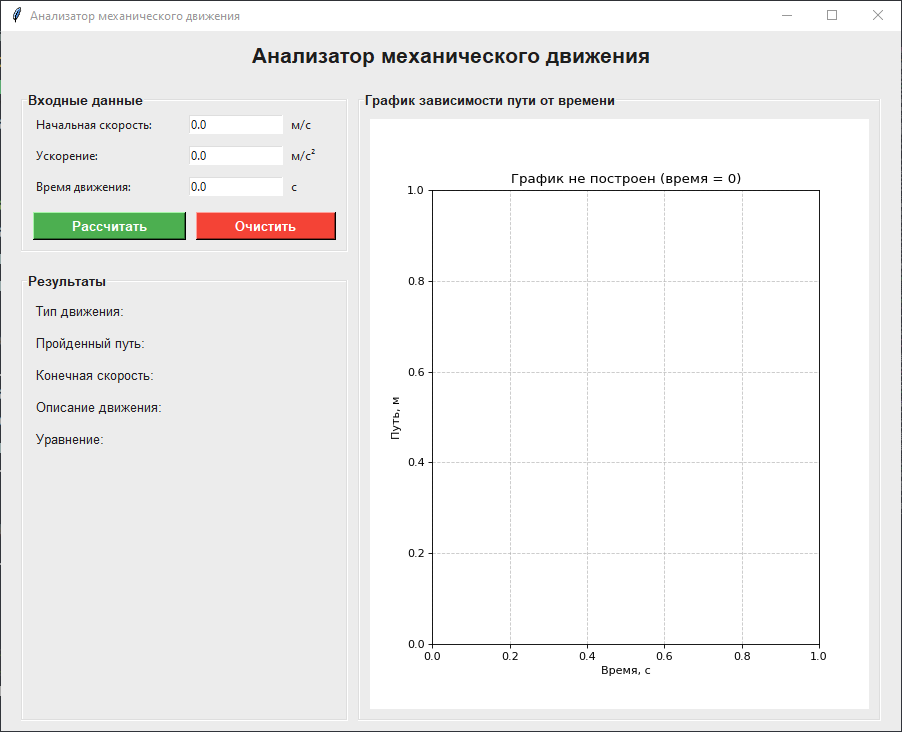 Анализатор механического движения
Анализатор механического движения
Входные данные
Начальная скорость: 0.0 м/с
Ускорение: 0.0 м/с²
Время движения: 0.0 с
Рассчитать Очистить
Результаты
Тип движения:
Пройденный путь:
Конечная скорость:
Описание движения:
Уравнение:
График зависимости пути от времени
График не построен (время = 0)
1.0
0.8
0.6
0.4
0.2
0.0
Путь, м
0.0 0.2 0.4 0.6 0.8 1.0
Время, с